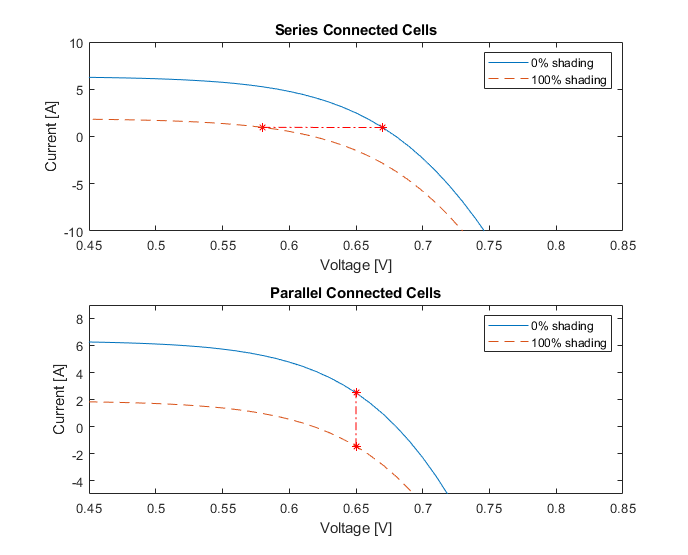 Series Connected Cells
10
5
0
-5
-10
Current [A]
0% shading
100% shading
0.45 0.5 0.55 0.6 0.65 0.7 0.75 0.8 0.85
Voltage [V]
Parallel Connected Cells
8
6
4
2
0
-2
-4
Current [A]
0% shading
100% shading
0.45 0.5 0.55 0.6 0.65 0.7 0.75 0.8 0.85
Voltage [V]